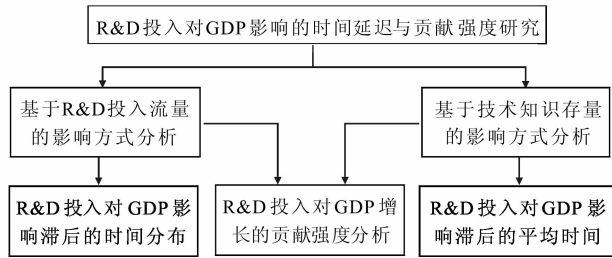 R&D投入对GDP影响的时间延迟与贡献强度研究
基于R&D投入流量
的影响方式分析
基于技术知识存量
的影响方式分析
R&D投入对GDP影
响滞后的时间分布
R&D投入对GDP增
长的贡献强度分析
R&D投入对GDP影
响滞后的平均时间